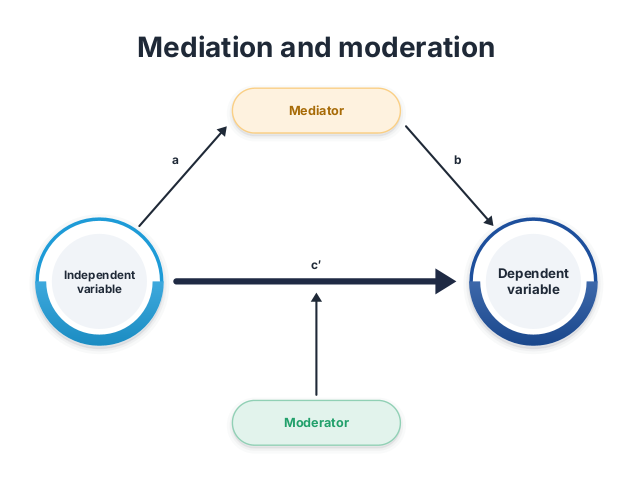 Mediation and moderation
Mediator
a
b
c′
Independent
variable
Dependent
variable
Moderator